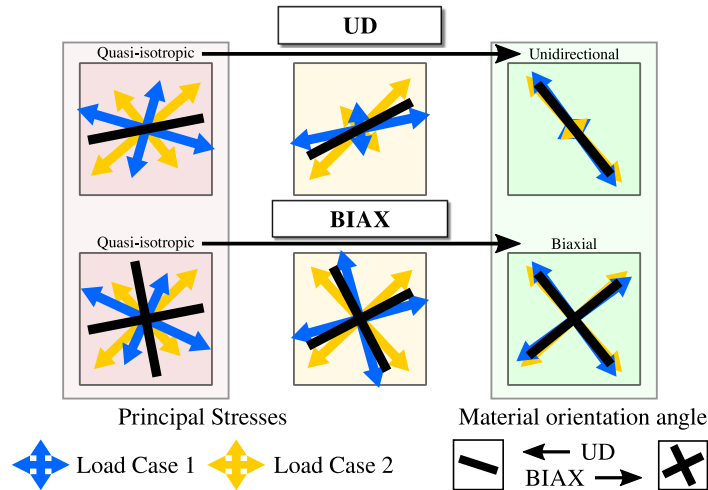 UD
Quasi-isotropic
Unidirectional
BIAX
Quasi-isotropic
Biaxial
Principal Stresses
Material orientation angle
Load Case 1
Load Case 2
UD
BIAX